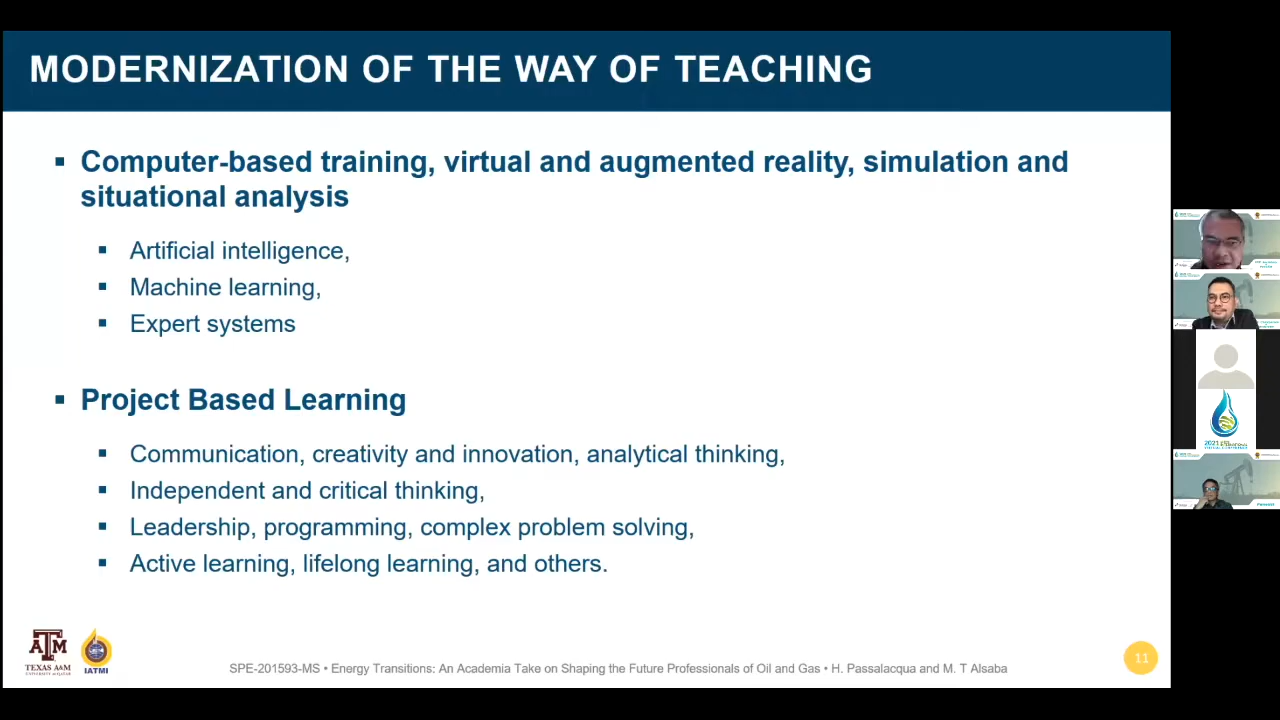 MODERNIZATION OF THE WAY OF TEACHING
▪ Computer-based training, virtual and augmented reality, simulation and
situational analysis
▪ Artificial intelligence,
▪ Machine learning,
▪ Expert systems
▪ Project Based Learning
▪ Communication, creativity and innovation, analytical thinking,
▪ Independent and critical thinking,
▪ Leadership, programming, complex problem solving,
▪ Active learning, lifelong learning, and others.
ATM
TEXAS A&M
IATMI
SPE-201593-MS • Energy Transitions: An Academia Take on Shaping the Future Professionals of Oil and Gas • H. Passalacqua and M. T Alsaba
11
2021